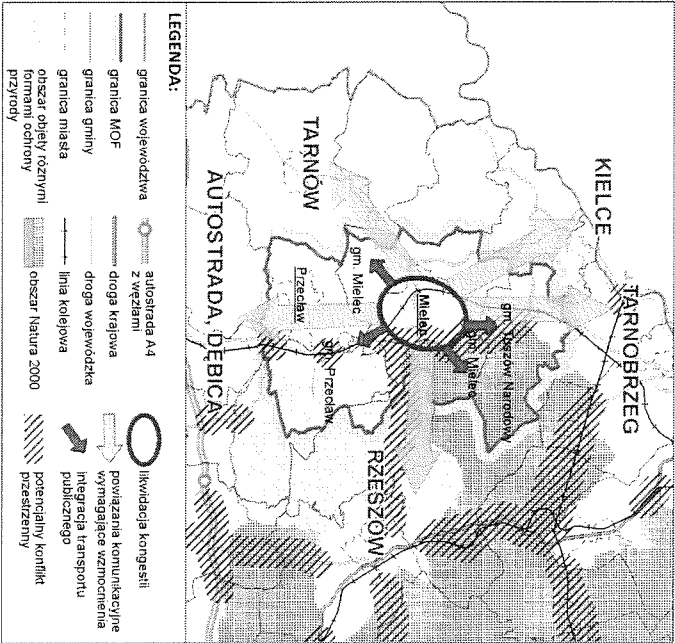 KIELCE
TARNOBRZEG
TARNÓW
gm. Tuszów Narodowy
gm. Mielec
Mielec
gm. Mielec
Przecław
gm. Przecław
RZESZÓW
AUTOSTRADA, DĘBICA
LEGENDA:
granica województwa
granica MOF
granica gminy
granica miasta
obszar objęty różnymi
formami ochrony
przyrody
autostrada A4
z węzłami
droga krajowa
droga wojewódzka
linia kolejowa
obszar Natura 2000
likwidacja kongestii
powiązania komunikacyjne
wymagające wzmocnienia
integracja transportu
publicznego
potencjalny konflikt
przestrzenny